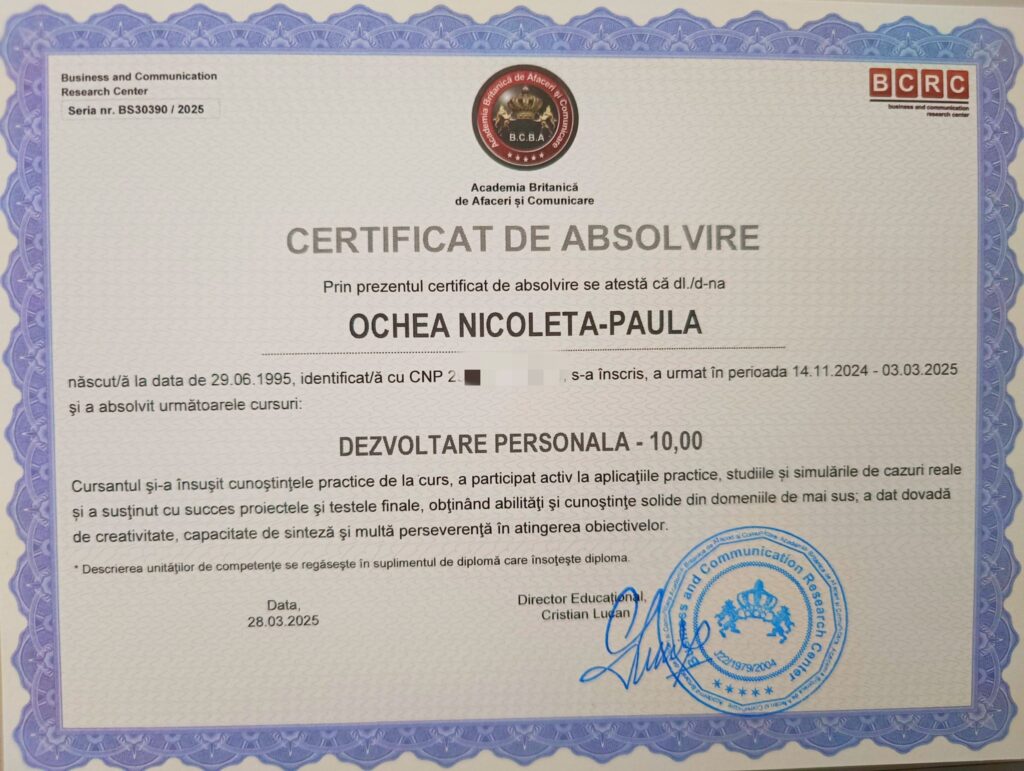 Business and Communication
Research Center
Seria nr. BS30390 / 2025
Academia Britanică de Afaceri și Comunicare
B.C.B.A
BCRC
business and communication
research center
Academia Britanică
de Afaceri și Comunicare
CERTIFICAT DE ABSOLVIRE
Prin prezentul certificat de absolvire se atestă că dl./d-na
OCHEA NICOLETA-PAULA
născut/ă la data de 29.06.1995, identificat/ă cu CNP 2 , s-a înscris, a urmat în perioada 14.11.2024 - 03.03.2025
şi a absolvit următoarele cursuri:
DEZVOLTARE PERSONALA - 10,00
Cursantul şi-a însuşit cunoştinţele practice de la curs, a participat activ la aplicaţiile practice, studiile și simulările de cazuri reale
și a susţinut cu succes proiectele și testele finale, obţinând abilităţi şi cunoştinţe solide din domeniile de mai sus; a dat dovadă
de creativitate, capacitate de sinteză şi multă perseverenţă în atingerea obiectivelor.
* Descrierea unităţilor de competenţe se regăseşte în suplimentul de diplomă care însoţeşte diploma.
Data,
28.03.2025
Director Educaţional,
Cristian Lucan
Business and Communication Research Center
J22/1979/2004